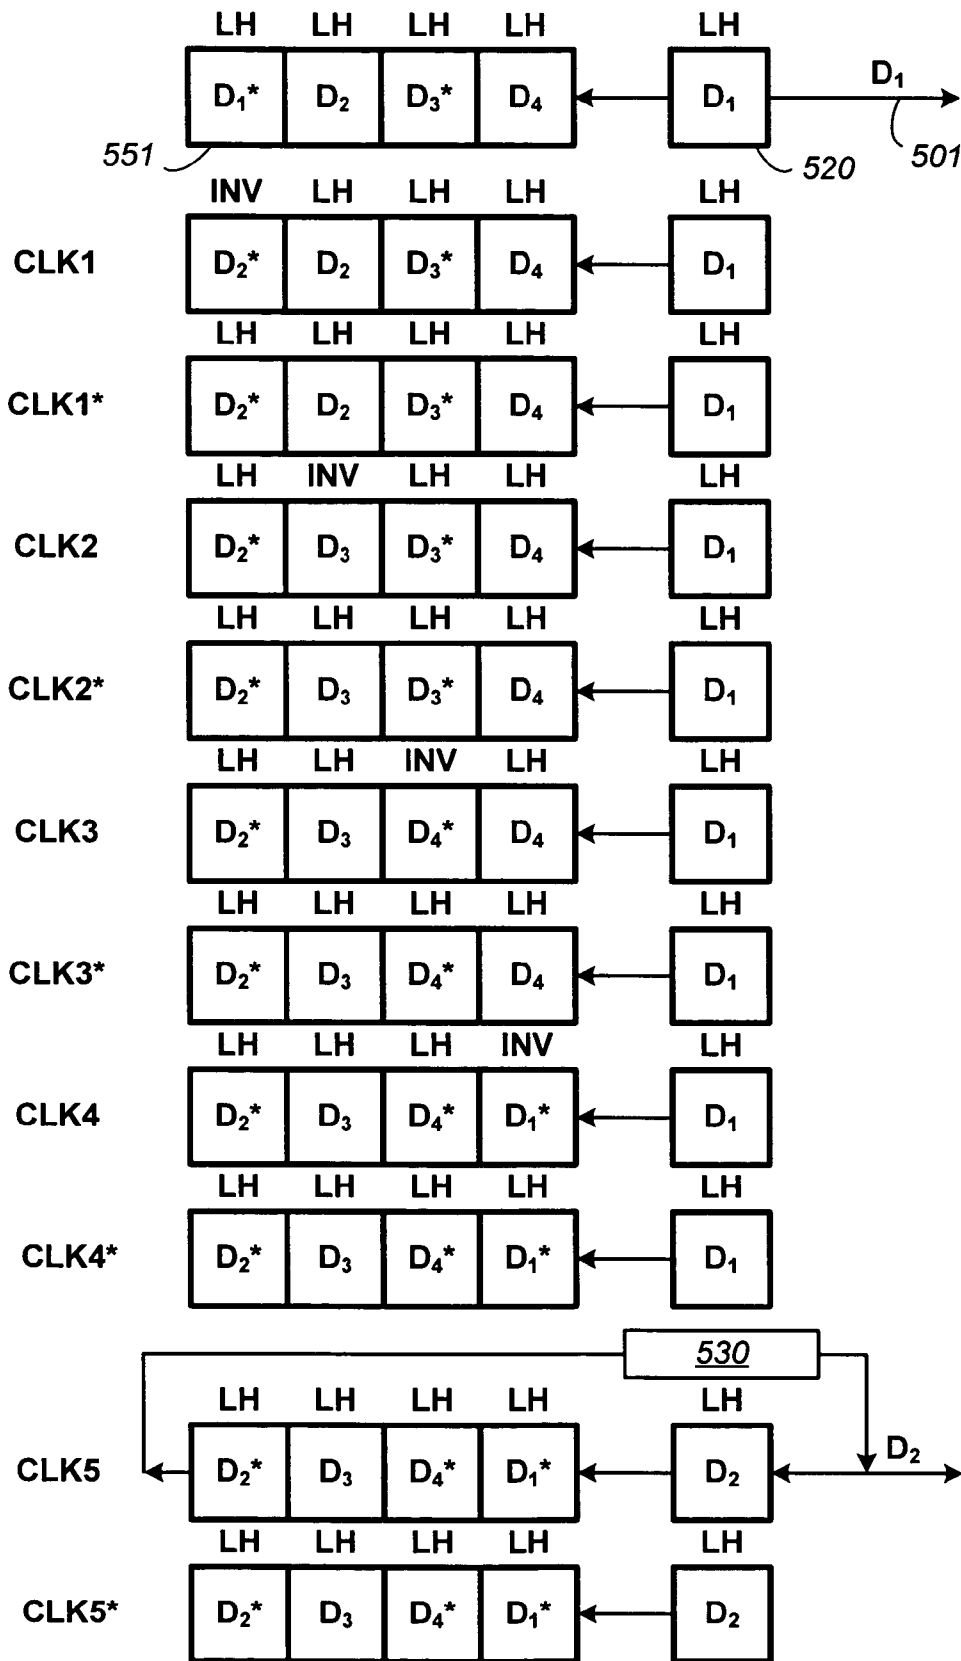 LH LH LH LH LH
D₁* D₂ D₃* D₄ D₁ D₁
551 520 501
INV LH LH LH LH
CLK1 D₂* D₂ D₃* D₄ D₁
LH LH LH LH LH
CLK1* D₂* D₂ D₃* D₄ D₁
LH INV LH LH LH
CLK2 D₂* D₃ D₃* D₄ D₁
LH LH LH LH LH
CLK2* D₂* D₃ D₃* D₄ D₁
LH LH INV LH LH
CLK3 D₂* D₃ D₄* D₄ D₁
LH LH LH LH LH
CLK3* D₂* D₃ D₄* D₄ D₁
LH LH LH INV LH
CLK4 D₂* D₃ D₄* D₁* D₁
LH LH LH LH LH
CLK4* D₂* D₃ D₄* D₁* D₁
530
LH LH LH LH LH
CLK5 D₂* D₃ D₄* D₁* D₂ D₂
LH LH LH LH LH
CLK5* D₂* D₃ D₄* D₁* D₂